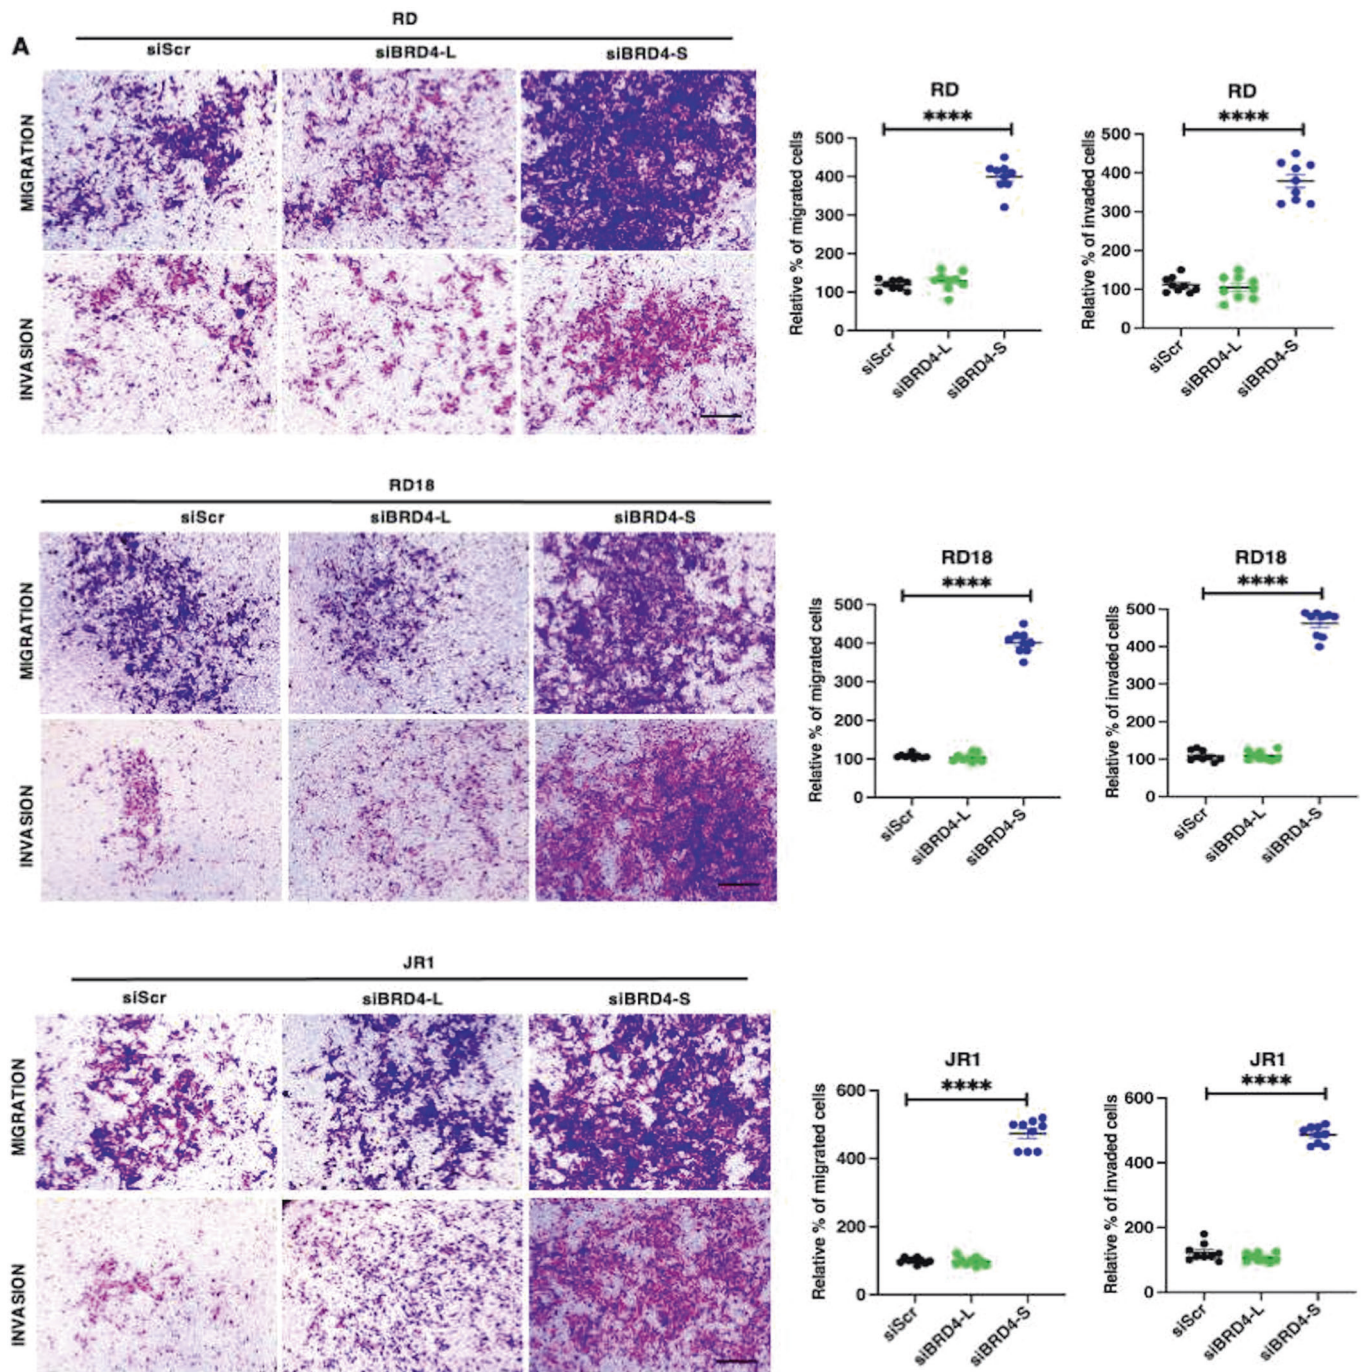 A
RD
siScr siBRD4-L siBRD4-S
MIGRATION
INVASION
RD
****
Relative % of migrated cells
500
400
300
200
100
0
siScr
siBRD4-L
siBRD4-S
RD
****
Relative % of invaded cells
500
400
300
200
100
0
siScr
siBRD4-L
siBRD4-S
RD18
siScr siBRD4-L siBRD4-S
MIGRATION
INVASION
RD18
****
Relative % of migrated cells
500
400
300
200
100
0
siScr
siBRD4-L
siBRD4-S
RD18
****
Relative % of invaded cells
500
400
300
200
100
0
siScr
siBRD4-L
siBRD4-S
JR1
siScr siBRD4-L siBRD4-S
MIGRATION
INVASION
JR1
****
Relative % of migrated cells
600
400
200
0
siScr
siBRD4-L
siBRD4-S
JR1
****
Relative % of invaded cells
600
400
200
0
siScr
siBRD4-L
siBRD4-S